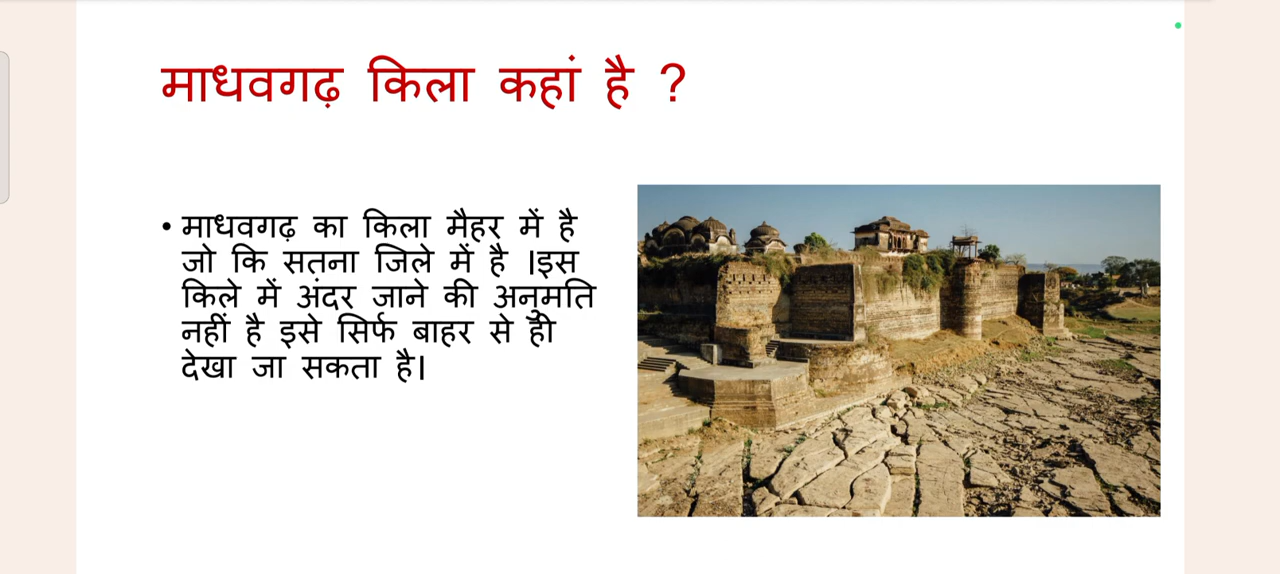 माधवगढ़ किला कहां है ?
• माधवगढ़ का किला मैहर में है
जो कि सतना जिले में है ।इस
किले में अंदर जाने की अनुमति
नहीं है इसे सिर्फ बाहर से ही
देखा जा सकता है।